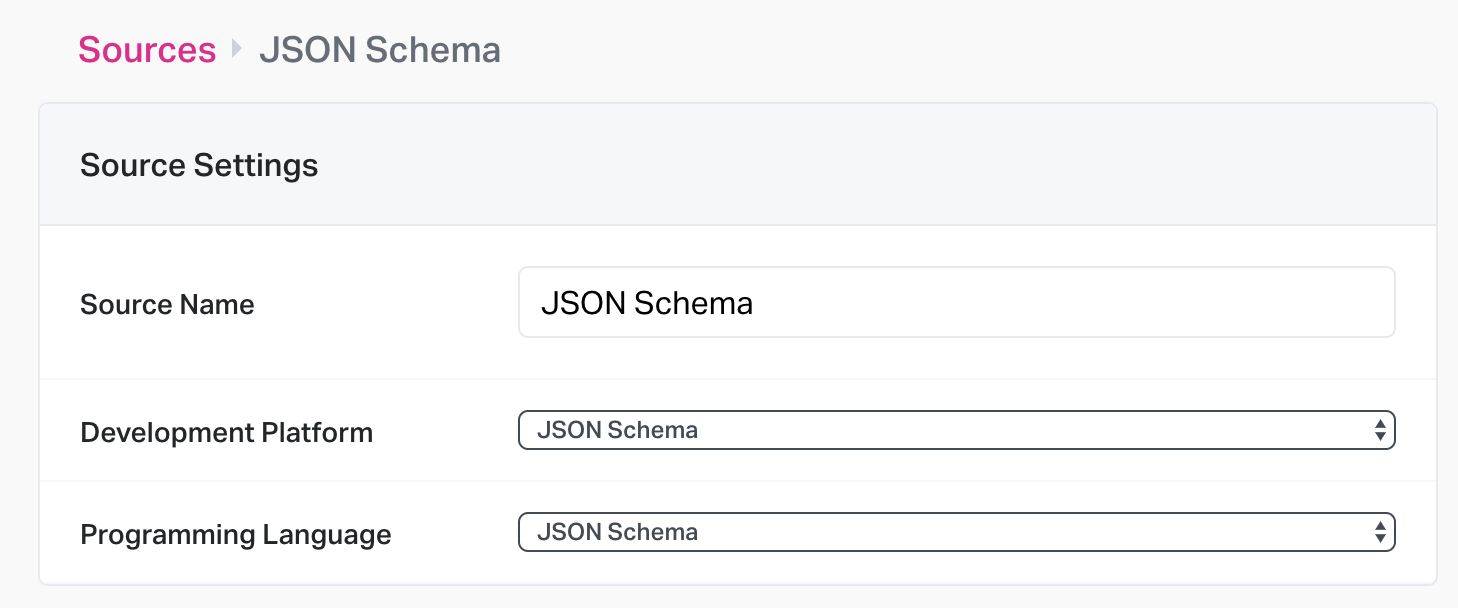 Sources JSON Schema
Source Settings
Source Name JSON Schema
Development Platform JSON Schema
Programming Language JSON Schema